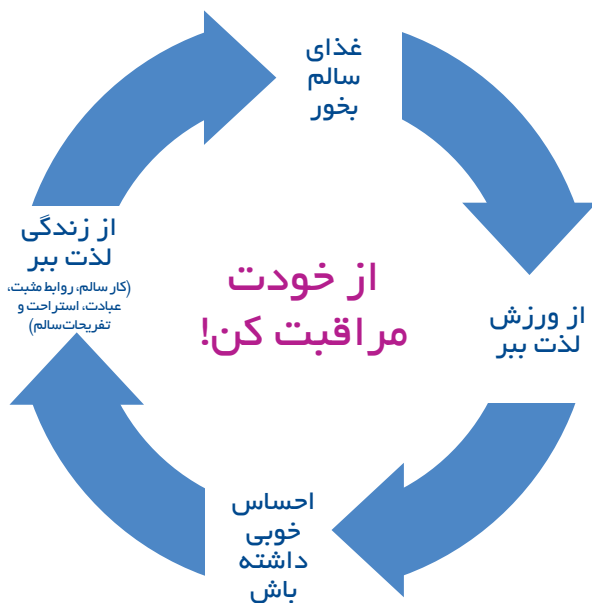 غذای
سالم
بخور
از ورزش
لذت ببر
احساس
خوبی
داشته
باش
از زندگی
لذت ببر
(کار سالم، روابط مثبت،
عبادت، استراحت و
تفریحات‌سالم)
از خودت
مراقبت کن!